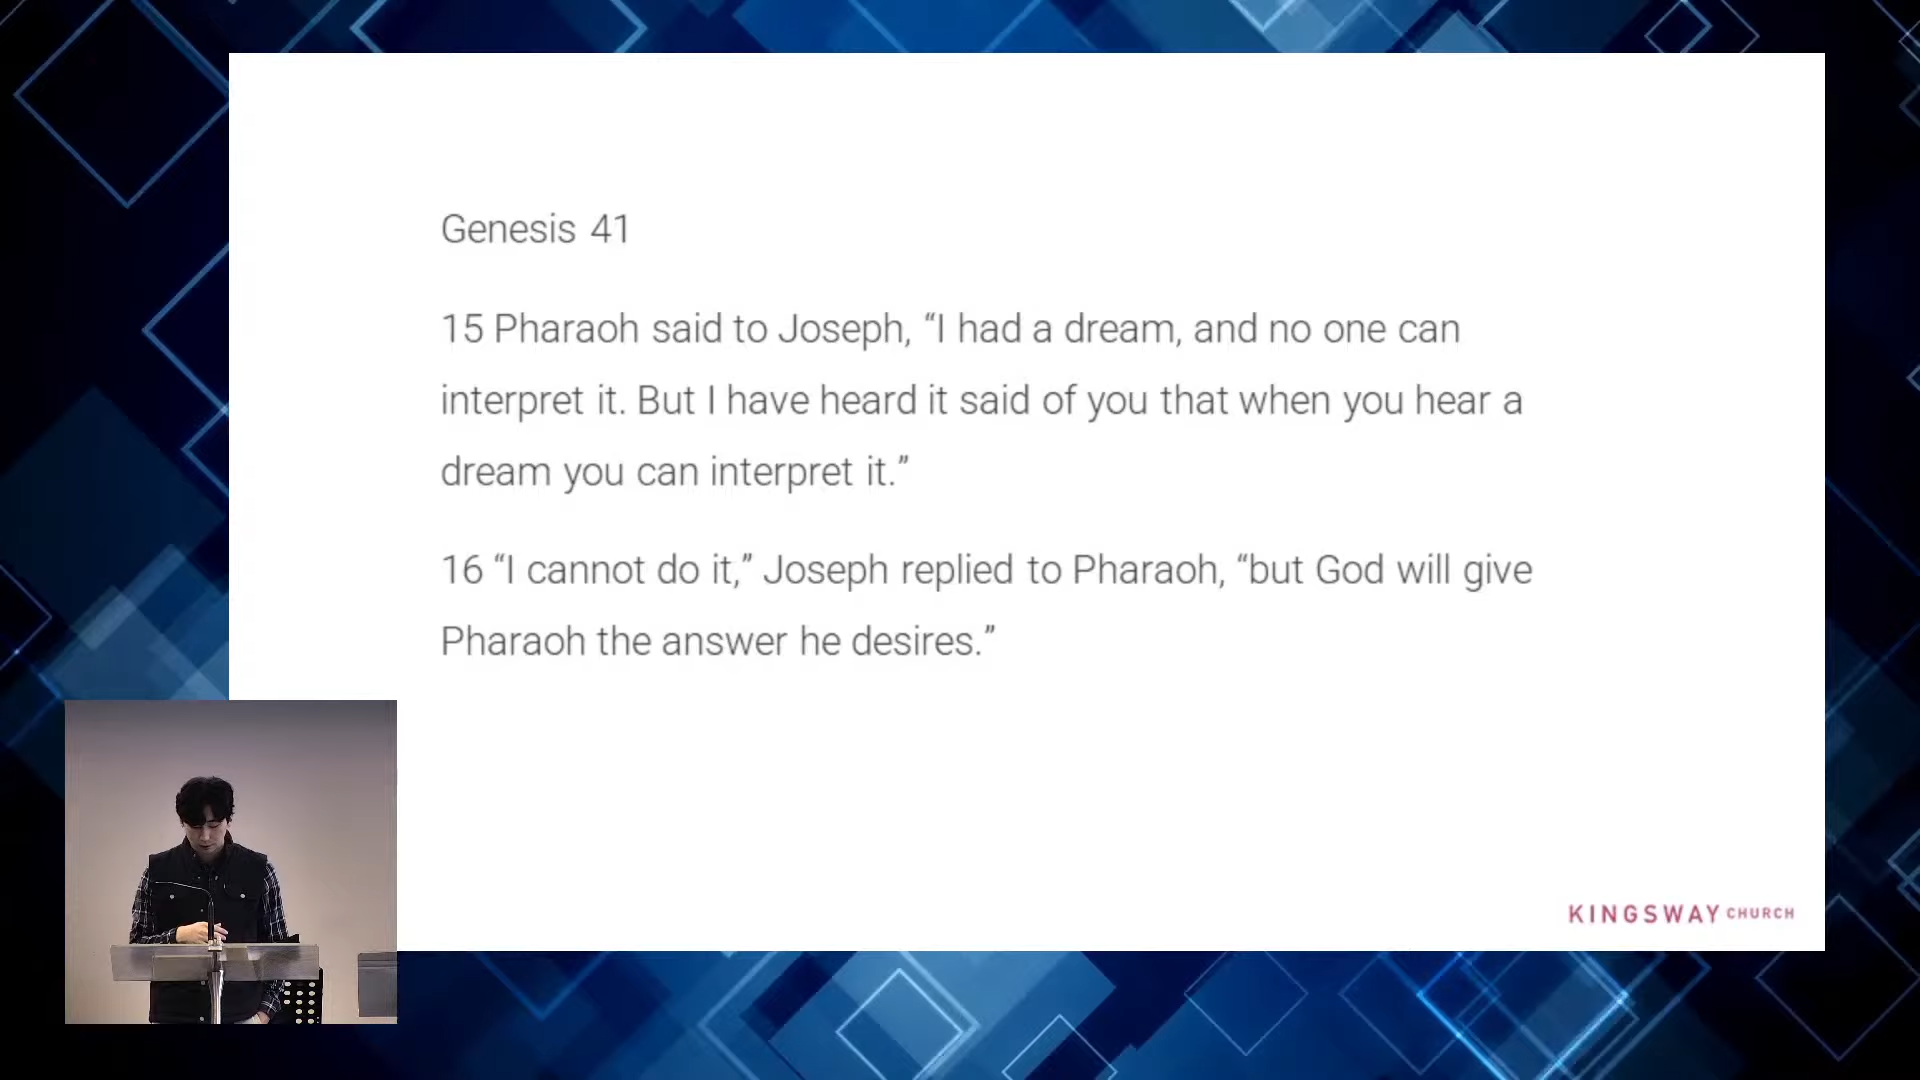 Genesis 41
15 Pharaoh said to Joseph, “I had a dream, and no one can
interpret it. But I have heard it said of you that when you hear a
dream you can interpret it.”
16 “I cannot do it,” Joseph replied to Pharaoh, “but God will give
Pharaoh the answer he desires.”
KINGSWAY CHURCH